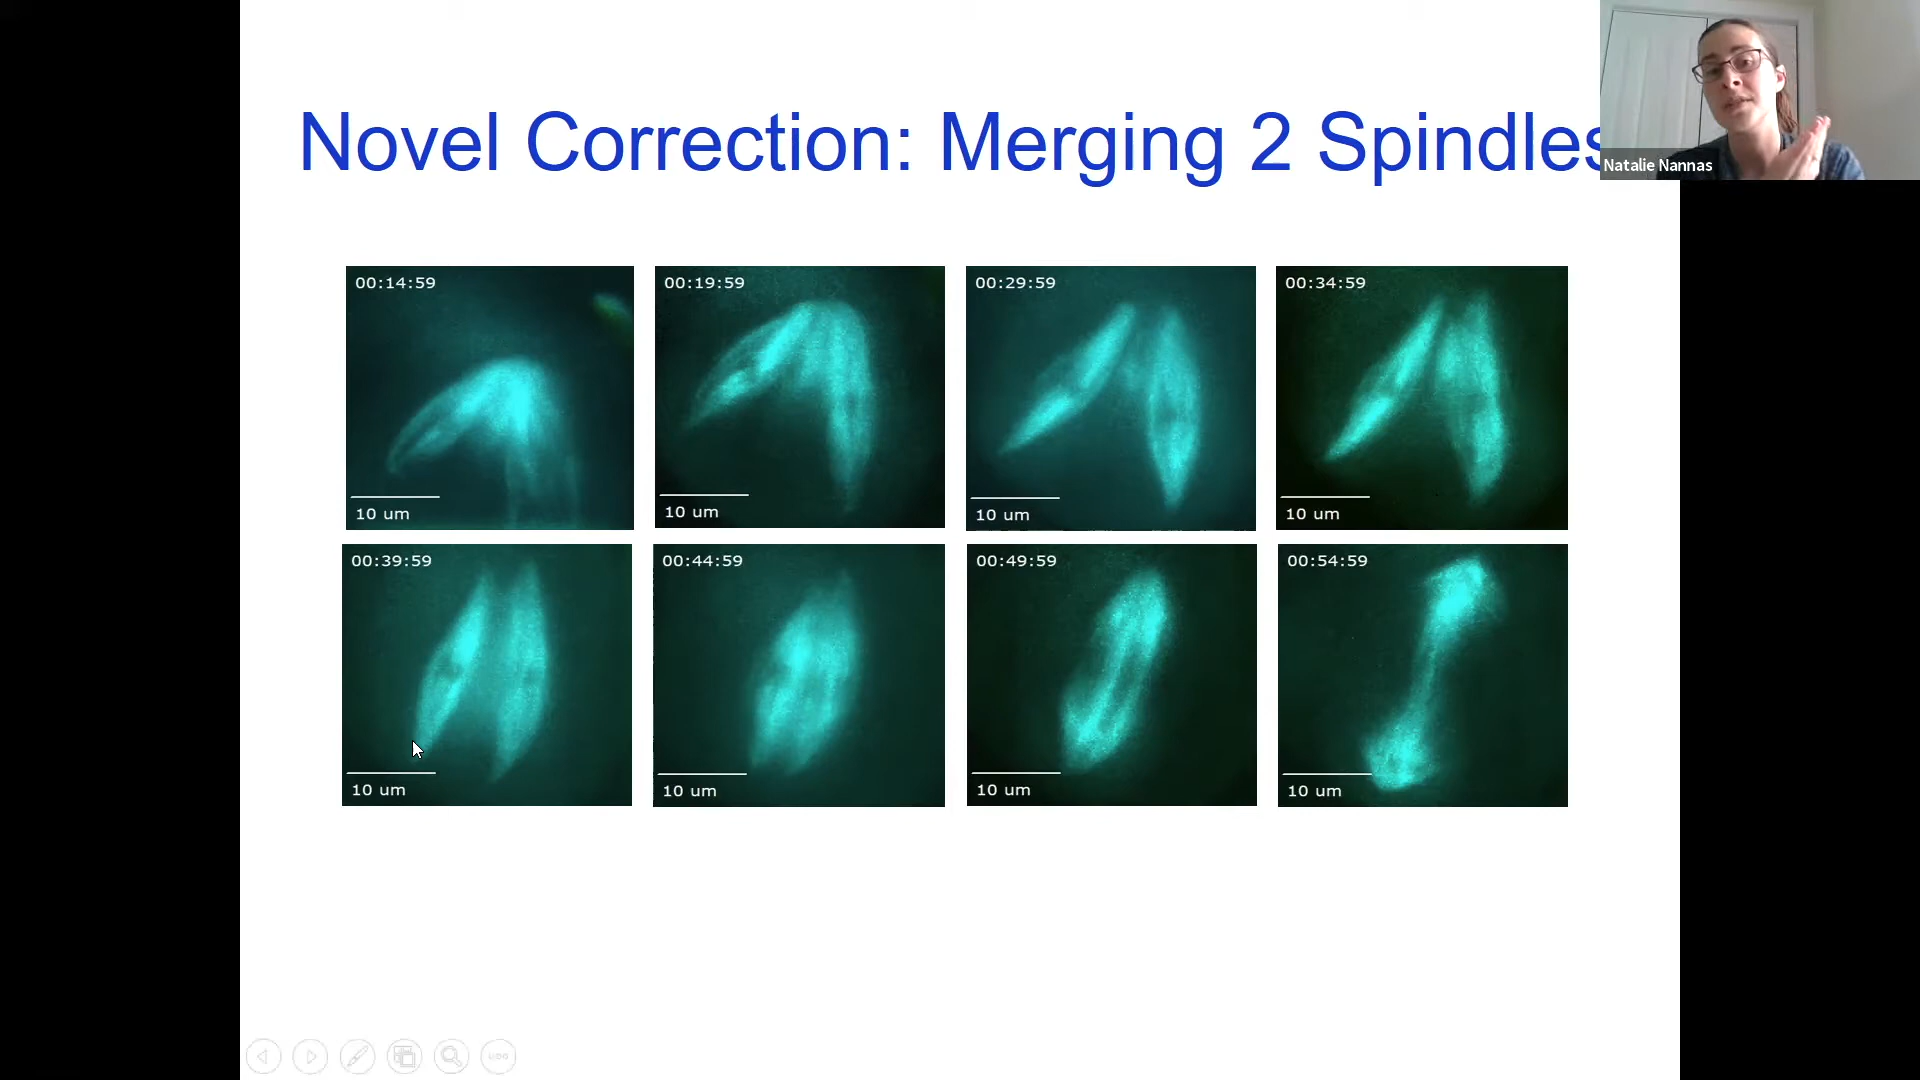 Novel Correction: Merging 2 Spindles
Natalie Nannas
00:14:59
00:19:59
00:29:59
00:34:59
10 um
10 um
10 um
10 um
00:39:59
00:44:59
00:49:59
00:54:59
10 um
10 um
10 um
10 um